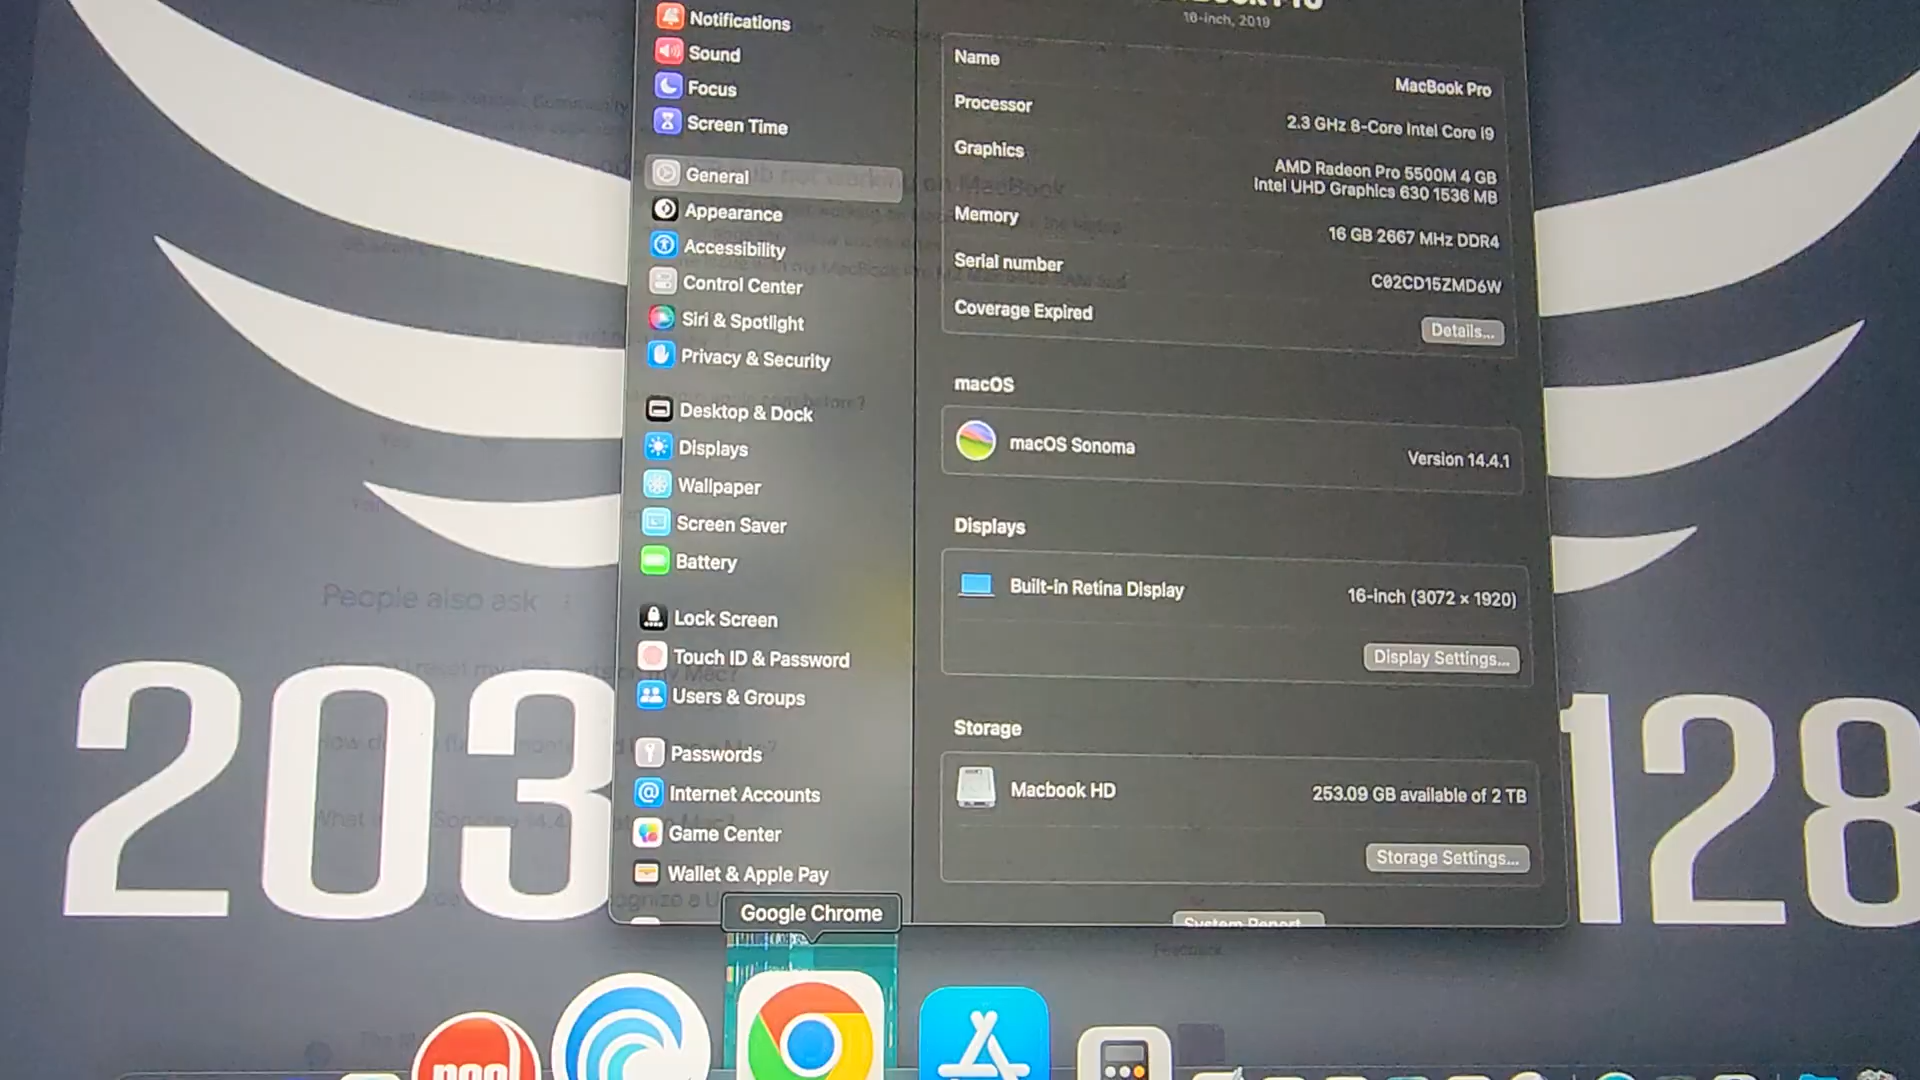 Notifications
Sound
Focus
Screen Time
General
Appearance
Accessibility
Control Center
Siri & Spotlight
Privacy & Security
Desktop & Dock
Displays
Wallpaper
Screen Saver
Battery
Lock Screen
Touch ID & Password
Users & Groups
Passwords
Internet Accounts
Game Center
Wallet & Apple Pay
16-inch, 2019
Name
MacBook Pro
Processor
2.3 GHz 8-Core Intel Core i9
Graphics
AMD Radeon Pro 5500M 4 GB
Intel UHD Graphics 630 1536 MB
Memory
16 GB 2667 MHz DDR4
Serial number
C02CD15ZMD6W
Coverage Expired
Details...
macOS
macOS Sonoma
Version 14.4.1
Displays
Built-in Retina Display
16-inch (3072 × 1920)
Display Settings...
Storage
Macbook HD
253.09 GB available of 2 TB
Storage Settings...
System Report...
People also ask
203
128
Google Chrome
Feedback